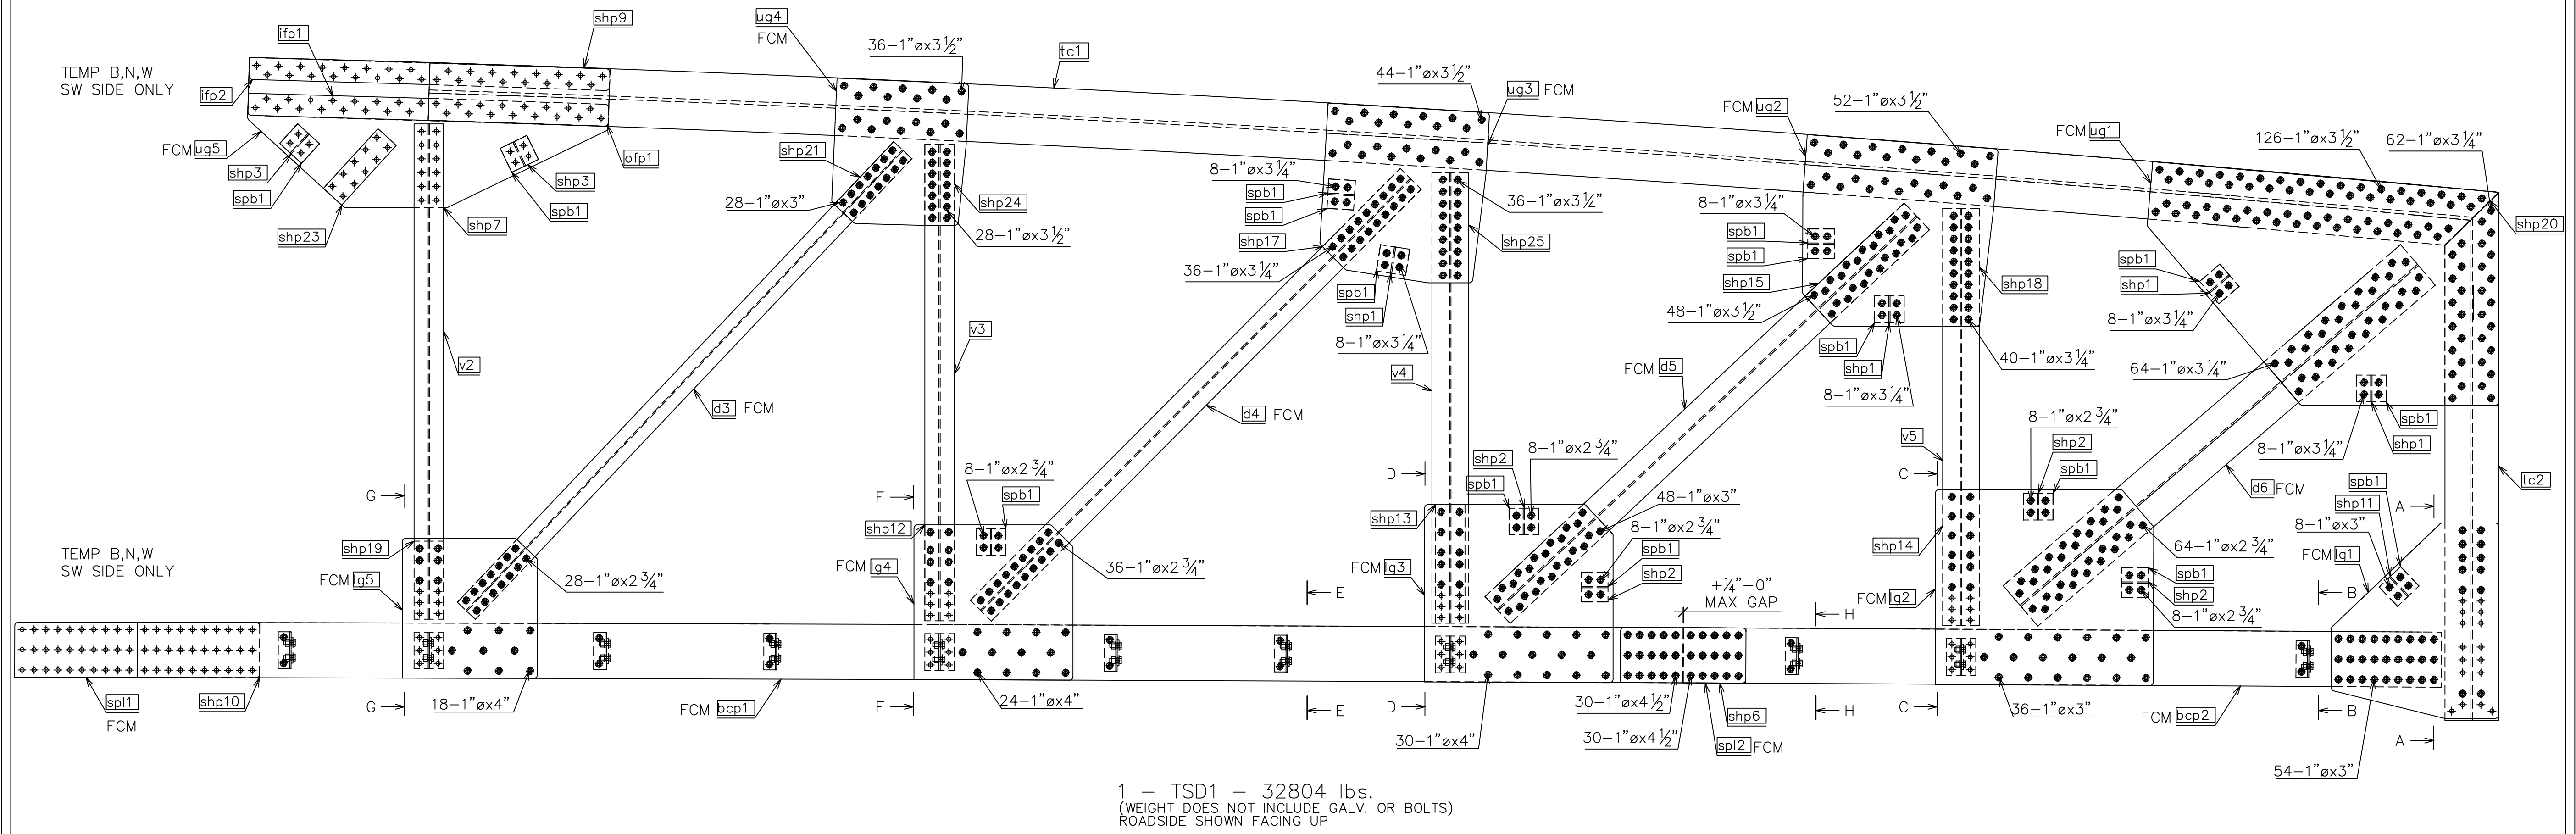 shp9
ug4
FCM
ifp1
36-1"øx3½"
tc1
TEMP B,N,W
SW SIDE ONLY
ifp2
44-1"øx3½"
ug3 FCM
FCM ug2
52-1"øx3½"
FCM ug1
126-1"øx3½"
62-1"øx3¼"
FCM ug5
shp3
spb1
shp23
shp7
spb1
shp3
ofp1
shp21
28-1"øx3"
shp24
28-1"øx3½"
8-1"øx3¼"
spb1
spb1
shp17
36-1"øx3¼"
36-1"øx3¼"
shp25
spb1
shp1
8-1"øx3¼"
8-1"øx3¼"
spb1
spb1
shp15
48-1"øx3½"
shp18
spb1
shp1
8-1"øx3¼"
40-1"øx3¼"
shp20
spb1
shp1
8-1"øx3¼"
64-1"øx3¼"
spb1
shp1
8-1"øx3¼"
v2
d3 FCM
v3
d4 FCM
v4
FCM d5
v5
d6 FCM
tc2
G
F
D
C
A
8-1"øx2¾"
spb1
shp2
8-1"øx2¾"
spb1
8-1"øx2¾"
shp2
spb1
spb1
shp11
8-1"øx3"
FCM lg1
TEMP B,N,W
SW SIDE ONLY
shp19
FCM lg5
28-1"øx2¾"
shp12
FCM lg4
36-1"øx2¾"
shp13
FCM lg3
48-1"øx3"
8-1"øx2¾"
spb1
shp2
shp14
FCM lg2
64-1"øx2¾"
spb1
shp2
8-1"øx2¾"
E
+¼"-0"
MAX GAP
H
B
spl1
FCM
shp10
G
18-1"øx4"
FCM bcp1
F
24-1"øx4"
E
D
30-1"øx4"
30-1"øx4½"
30-1"øx4½"
shp6
spl2 FCM
H
C
36-1"øx3"
FCM bcp2
B
A
54-1"øx3"
1 - TSD1 - 32804 lbs.
(WEIGHT DOES NOT INCLUDE GALV. OR BOLTS)
ROADSIDE SHOWN FACING UP